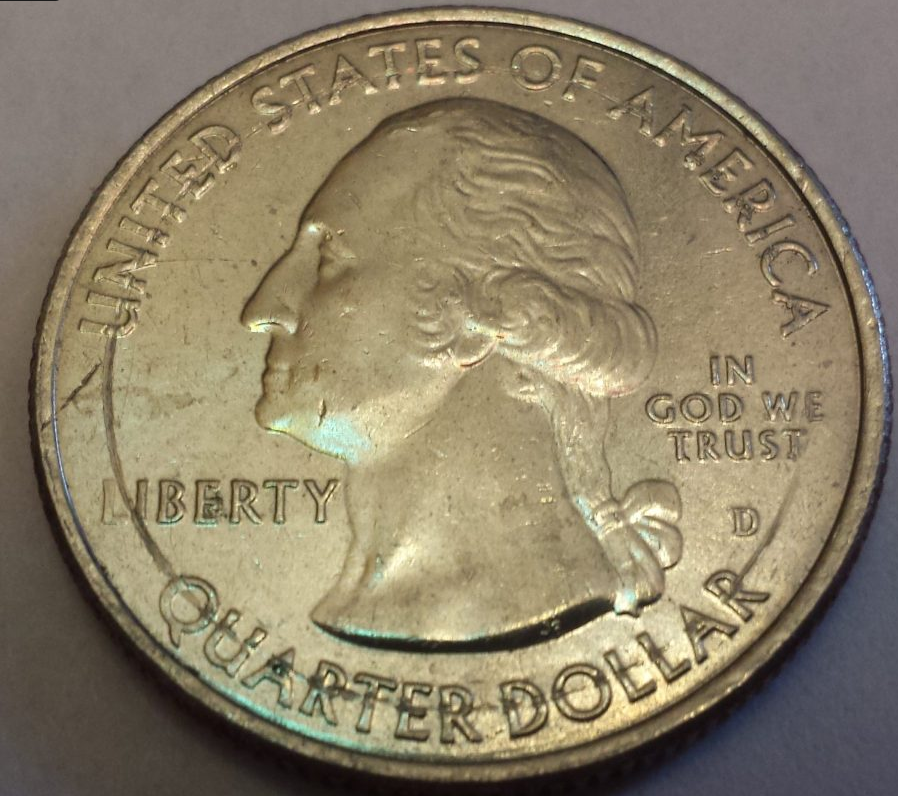 UNITED STATES OF AMERICA
IN
GOD WE
TRUST
LIBERTY
D
QUARTER DOLLAR